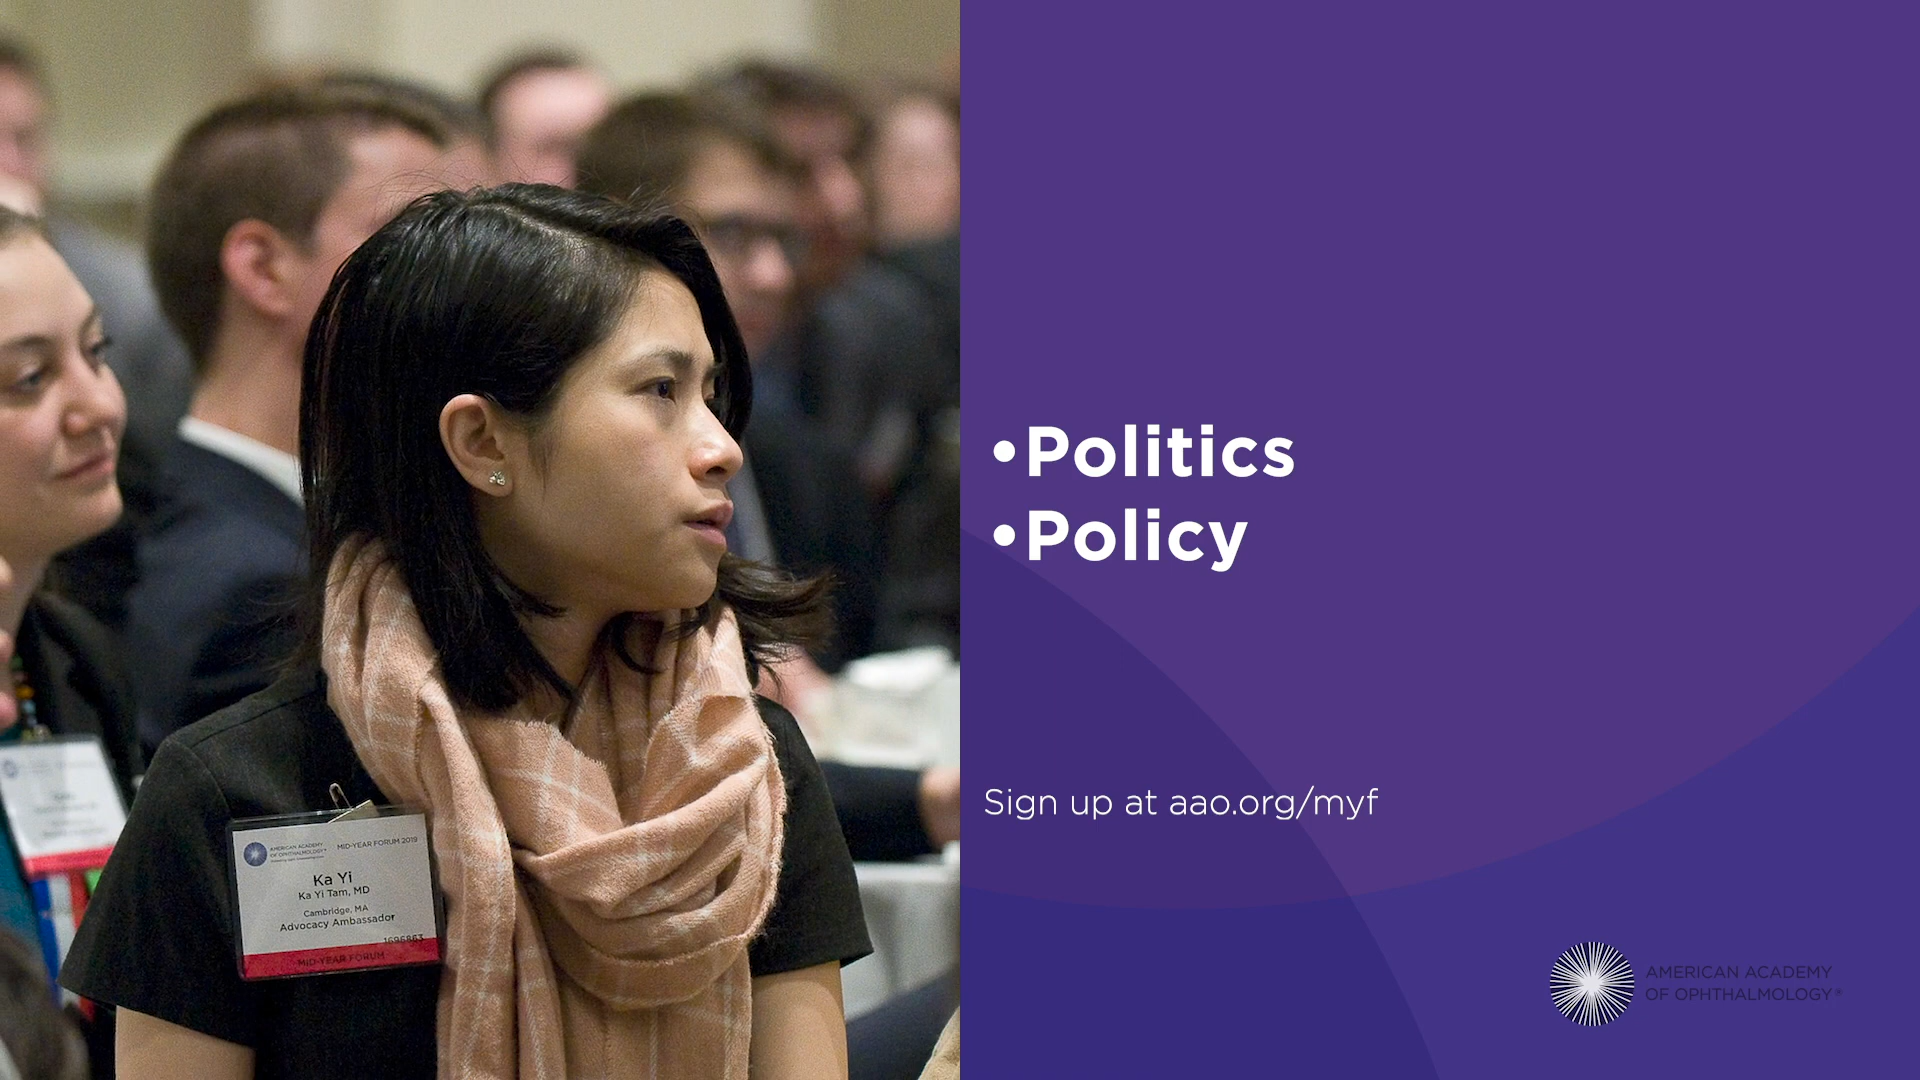 AMERICAN ACADEMY
OF OPHTHALMOLOGY®
MID-YEAR FORUM 2019
Ka Yi
Ka Yi Tam, MD
Cambridge, MA
Advocacy Ambassador
1696863
MID-YEAR FORUM
•Politics
•Policy
Sign up at aao.org/myf
AMERICAN ACADEMY
OF OPHTHALMOLOGY®